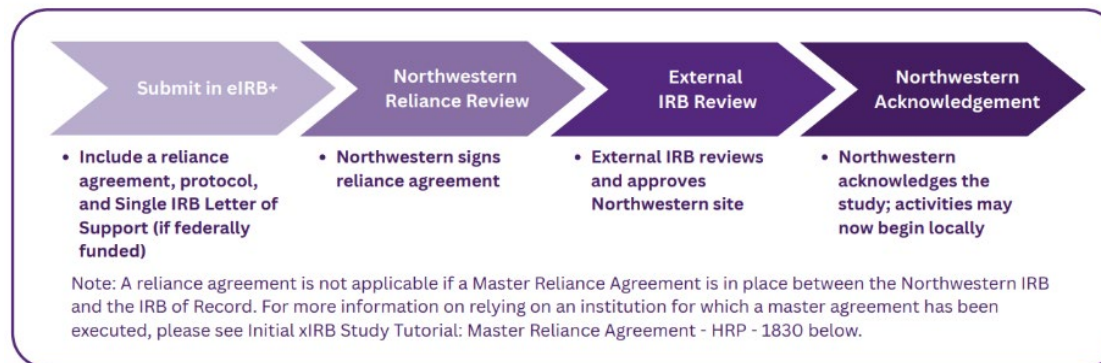 Submit in eIRB+
Northwestern
Reliance Review
External
IRB Review
Northwestern
Acknowledgement
• Include a reliance
agreement, protocol,
and Single IRB Letter of
Support (if federally
funded)
• Northwestern signs
reliance agreement
• External IRB reviews
and approves
Northwestern site
• Northwestern
acknowledges the
study; activities may
now begin locally
Note: A reliance agreement is not applicable if a Master Reliance Agreement is in place between the Northwestern IRB
and the IRB of Record. For more information on relying on an institution for which a master agreement has been
executed, please see Initial xIRB Study Tutorial: Master Reliance Agreement - HRP - 1830 below.